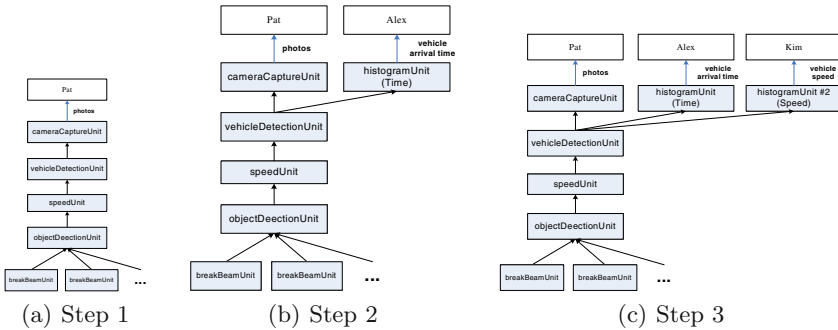 Pat
photos
cameraCaptureUnit
vehicleDetectionUnit
speedUnit
objectDeectionUnit
breakBeamUnit
breakBeamUnit
...
(a) Step 1
Pat
Alex
photos
vehicle
arrival time
cameraCaptureUnit
histogramUnit
(Time)
vehicleDetectionUnit
speedUnit
objectDeectionUnit
breakBeamUnit
breakBeamUnit
...
(b) Step 2
Pat
Alex
Kim
photos
vehicle
arrival time
vehicle
speed
cameraCaptureUnit
histogramUnit
(Time)
histogramUnit #2
(Speed)
vehicleDetectionUnit
speedUnit
objectDeectionUnit
breakBeamUnit
breakBeamUnit
...
(c) Step 3